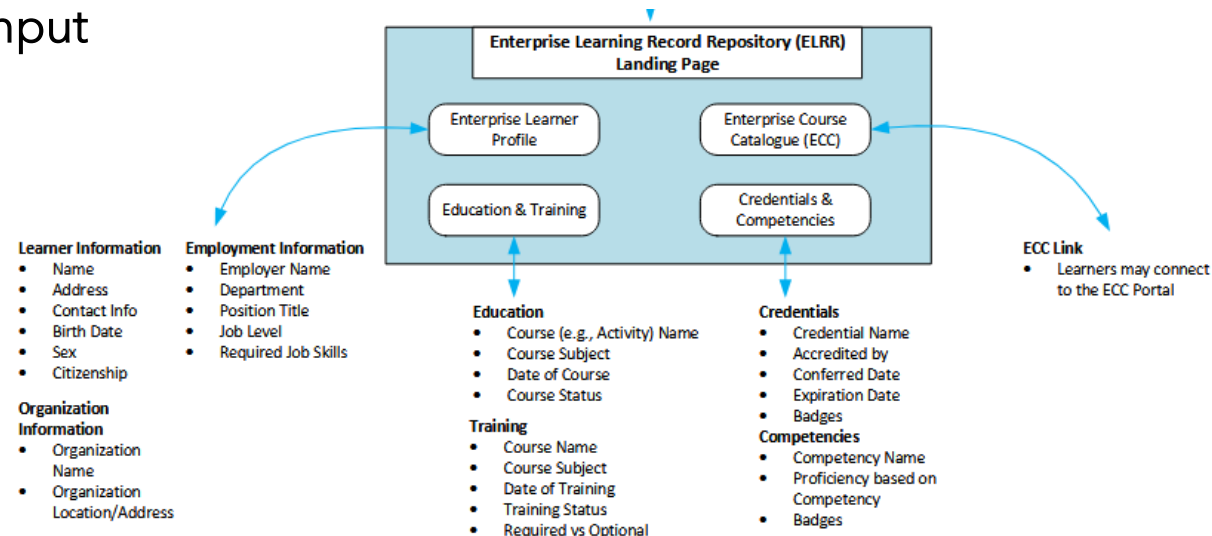 Enterprise Learning Record Repository (ELRR)
Landing Page
Enterprise Learner
Profile
Enterprise Course
Catalogue (ECC)
Education & Training
Credentials &
Competencies
Learner Information
• Name
• Address
• Contact Info
• Birth Date
• Sex
• Citizenship
Organization
Information
• Organization
Name
• Organization
Location/Address
Employment Information
• Employer Name
• Department
• Position Title
• Job Level
• Required Job Skills
Education
• Course (e.g., Activity) Name
• Course Subject
• Date of Course
• Course Status
Training
• Course Name
• Course Subject
• Date of Training
• Training Status
• Required vs Optional
Credentials
• Credential Name
• Accredited by
• Conferred Date
• Expiration Date
• Badges
Competencies
• Competency Name
• Proficiency based on
Competency
• Badges
ECC Link
• Learners may connect
to the ECC Portal